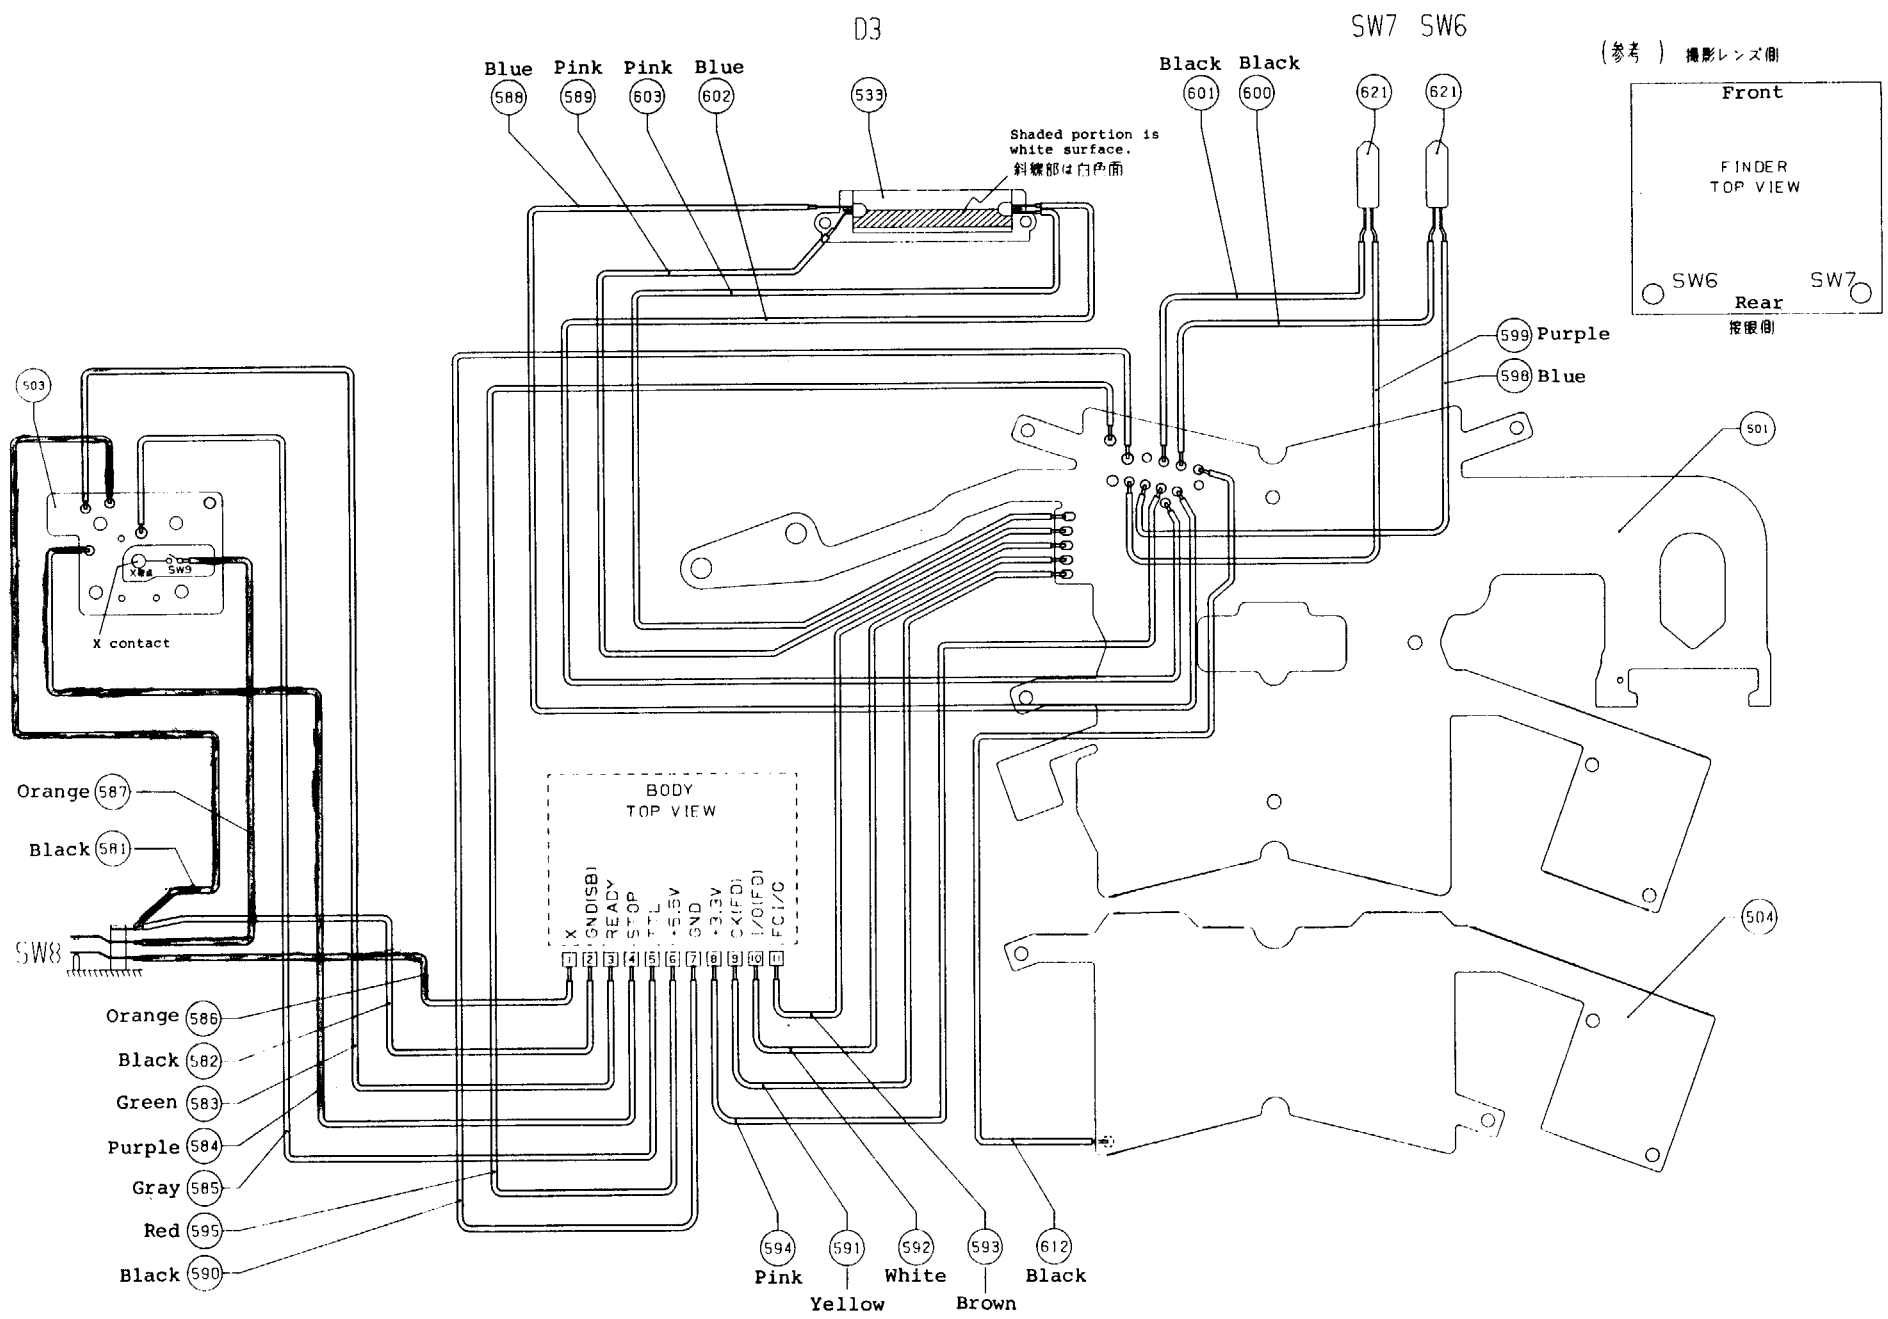 D3
SW7 SW6
(参考) 撮影レンズ側
Blue Pink Pink Blue
588 589 603 602 533
Black Black
601 600 621 621
Front
FINDER
TOP VIEW
SW6 SW7
Rear
接眼側
Shaded portion is
white surface.
斜線部は白色面
599 Purple
598 Blue
503
501
X接点 SW9
X contact
Orange 587
Black 581
SW8
BODY
TOP VIEW
X
GND(SB)
READY
STOP
TTL
+5.5V
GND
+3.3V
CK(FD)
I/O(FD)
FC I/O
1 2 3 4 5 6 7 8 9 10 11
504
Orange 586
Black 582
Green 583
Purple 584
Gray 585
Red 595
Black 590
594 591 592 593 612
Pink White Black
Yellow Brown